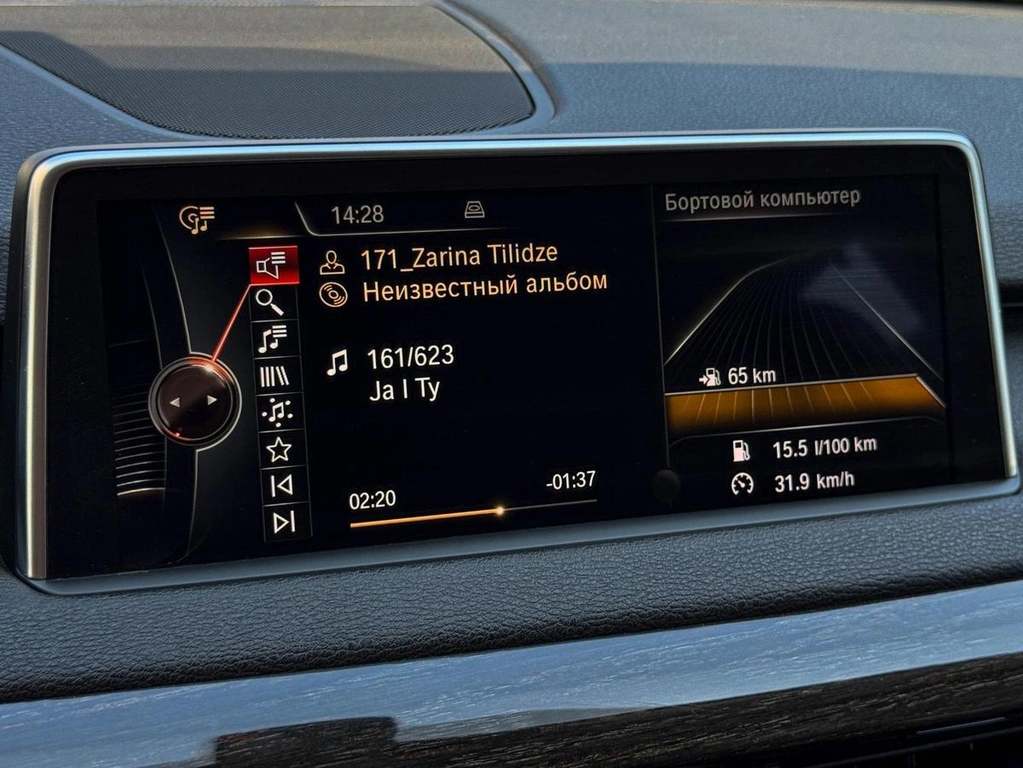 14:28
171_Zarina Tilidze
Неизвестный альбом
161/623
Ja I Ty
02:20
-01:37
Бортовой компьютер
65 km
15.5 l/100 km
31.9 km/h